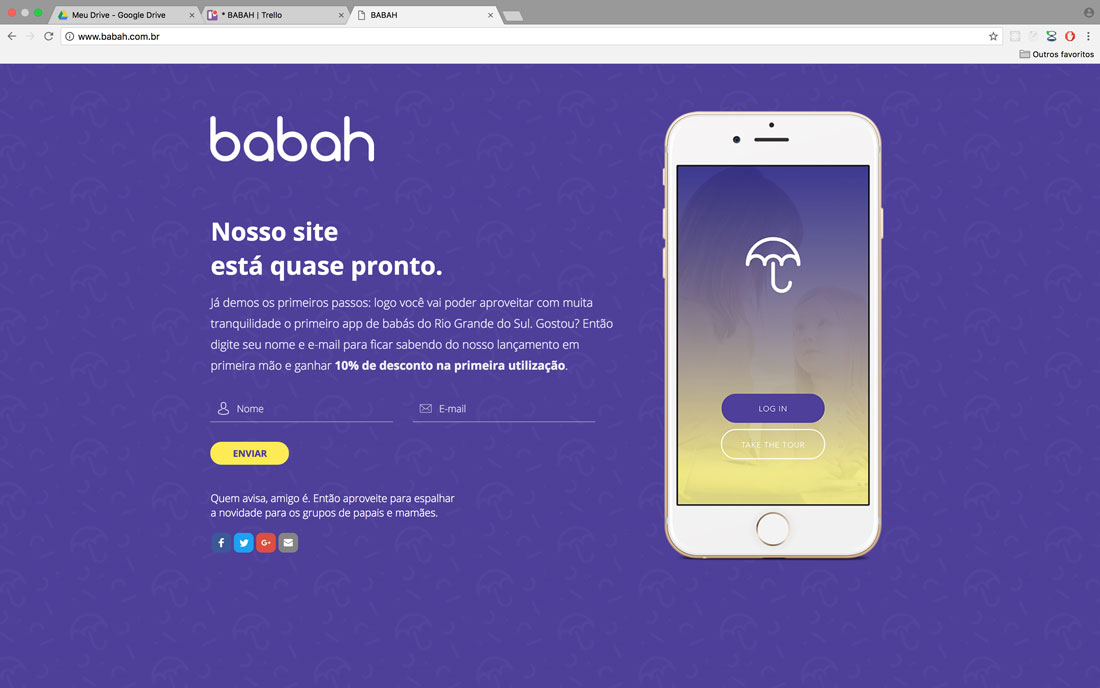 Meu Drive - Google Drive
* BABAH | Trello
BABAH
www.babah.com.br
Outros favoritos
babah
Nosso site
está quase pronto.
Já demos os primeiros passos: logo você vai poder aproveitar com muita
tranquilidade o primeiro app de babás do Rio Grande do Sul. Gostou? Então
digite seu nome e e-mail para ficar sabendo do nosso lançamento em
primeira mão e ganhar 10% de desconto na primeira utilização.
Nome
E-mail
ENVIAR
Quem avisa, amigo é. Então aproveite para espalhar
a novidade para os grupos de papais e mamães.
LOG IN
TAKE THE TOUR